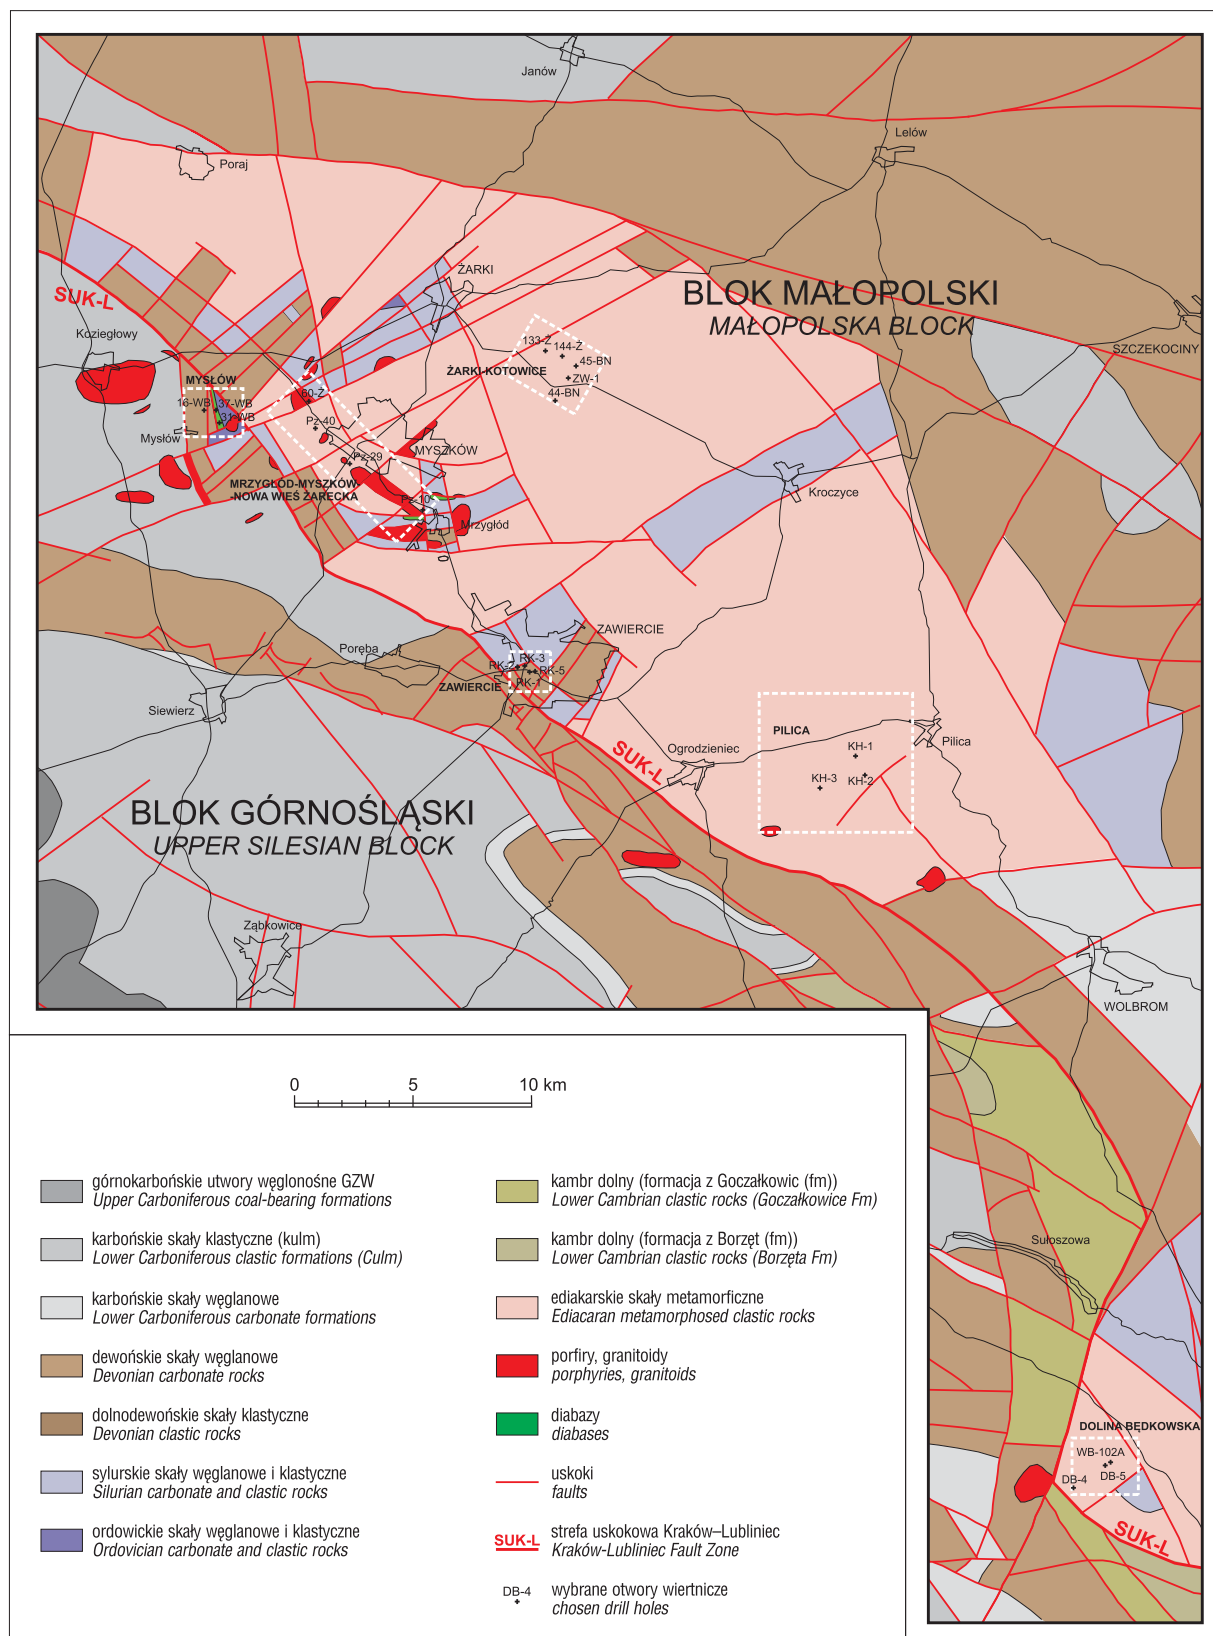 Janów
Lelów
Poraj
ŻARKI
SUK-L
BLOK MAŁOPOLSKI
MAŁOPOLSKA BLOCK
Koziegłowy
SZCZEKOCINY
133-Ż
144-Ż
45-BN
ŻARKI-KOTOWICE
ZW-1
44-BN
MYSŁÓW
16-WB
37-WB
31-WB
60-Ż
Pz-40
Mysłów
MYSZKÓW
Pz-29
MRZYGŁÓD-MYSZKÓW-
-NOWA WIEŚ ŻARECKA
Pz-10
Kroczyce
Mrzygłód
ZAWIERCIE
Poręba
RK-3
RK-2
RK-5
RK-1
ZAWIERCIE
Siewierz
PILICA
Pilica
SUK-L
Ogrodzieniec
KH-1
KH-3
KH-2
BLOK GÓRNOŚLĄSKI
UPPER SILESIAN BLOCK
Ząbkowice
WOLBROM
Sułoszowa
DOLINA BĘDKOWSKA
WB-102A
DB-4
DB-5
SUK-L
0 5 10 km
górnokarbońskie utwory węglonośne GZW
Upper Carboniferous coal-bearing formations
karbońskie skały klastyczne (kulm)
Lower Carboniferous clastic formations (Culm)
karbońskie skały węglanowe
Lower Carboniferous carbonate formations
dewońskie skały węglanowe
Devonian carbonate rocks
dolnodewońskie skały klastyczne
Devonian clastic rocks
sylurskie skały węglanowe i klastyczne
Silurian carbonate and clastic rocks
ordowickie skały węglanowe i klastyczne
Ordovician carbonate and clastic rocks
kambr dolny (formacja z Goczałkowic (fm))
Lower Cambrian clastic rocks (Goczałkowice Fm)
kambr dolny (formacja z Borzęt (fm))
Lower Cambrian clastic rocks (Borzęta Fm)
ediakarskie skały metamorficzne
Ediacaran metamorphosed clastic rocks
porfiry, granitoidy
porphyries, granitoids
diabazy
diabases
uskoki
faults
SUK-L
strefa uskokowa Kraków–Lubliniec
Kraków-Lubliniec Fault Zone
DB-4
wybrane otwory wiertnicze
chosen drill holes